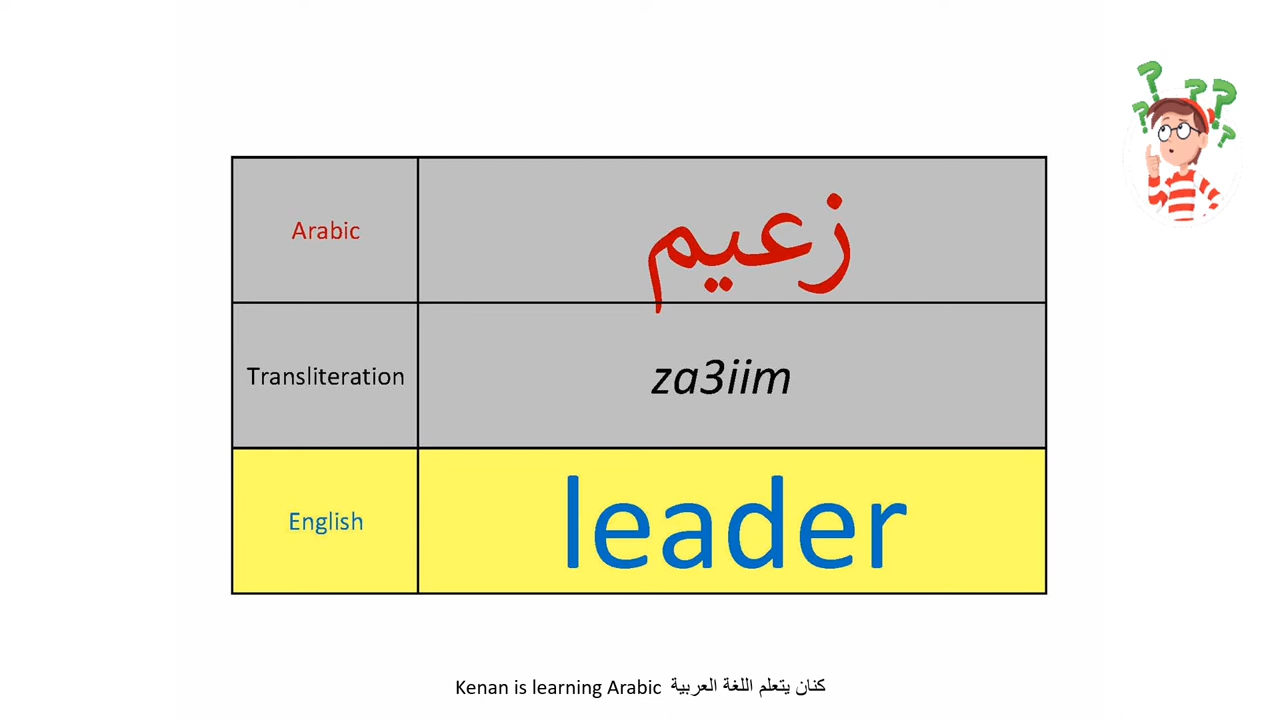 Arabic زعيم
Transliteration za3iim
English leader
Kenan is learning Arabic كنان يتعلم اللغة العربية